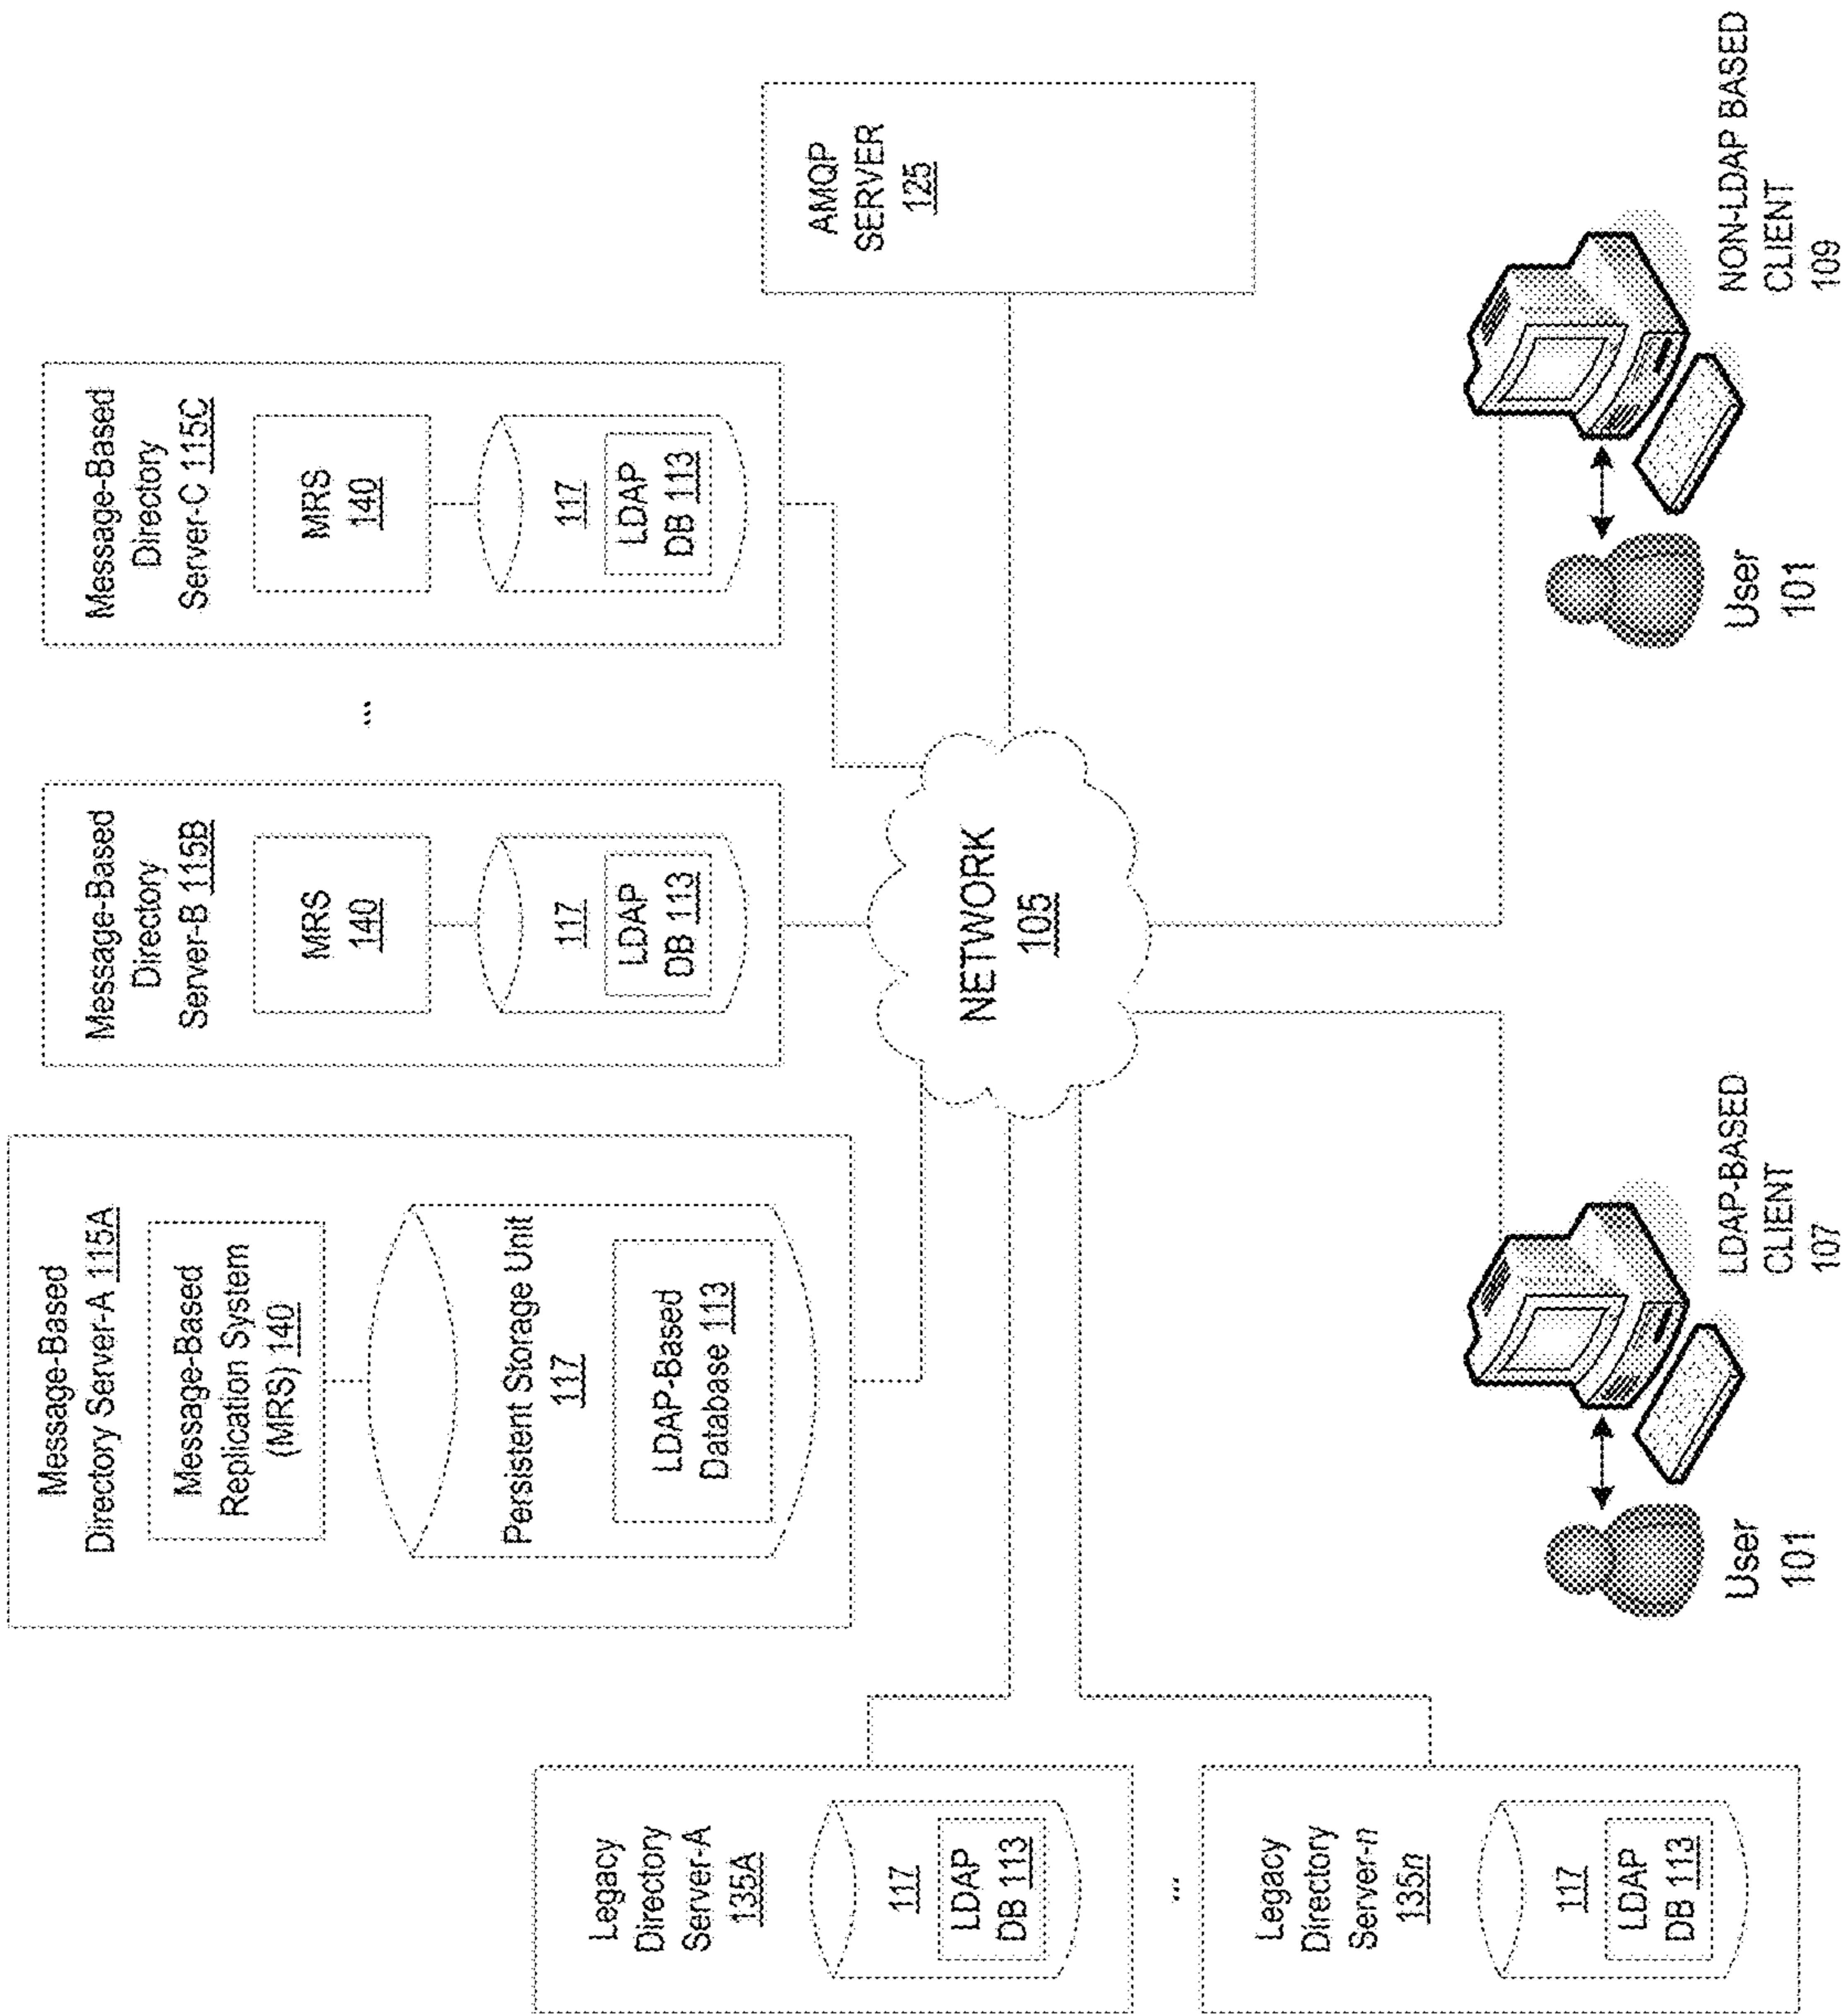 Message-Based
Directory Server-A 115A
Message-Based
Replication System
(MRS) 140
Persistent Storage Unit
117
LDAP-Based
Database 113
Message-Based
Directory
Server-B 115B
MRS
140
117
LDAP
DB 113
...
Message-Based
Directory
Server-C 115C
MRS
140
117
LDAP
DB 113
Legacy
Directory
Server-A
135A
117
LDAP
DB 113
...
Legacy
Directory
Server-n
135n
117
LDAP
DB 113
NETWORK
105
AMQP
SERVER
125
User
101
LDAP-BASED
CLIENT
107
User
101
NON-LDAP BASED
CLIENT
109